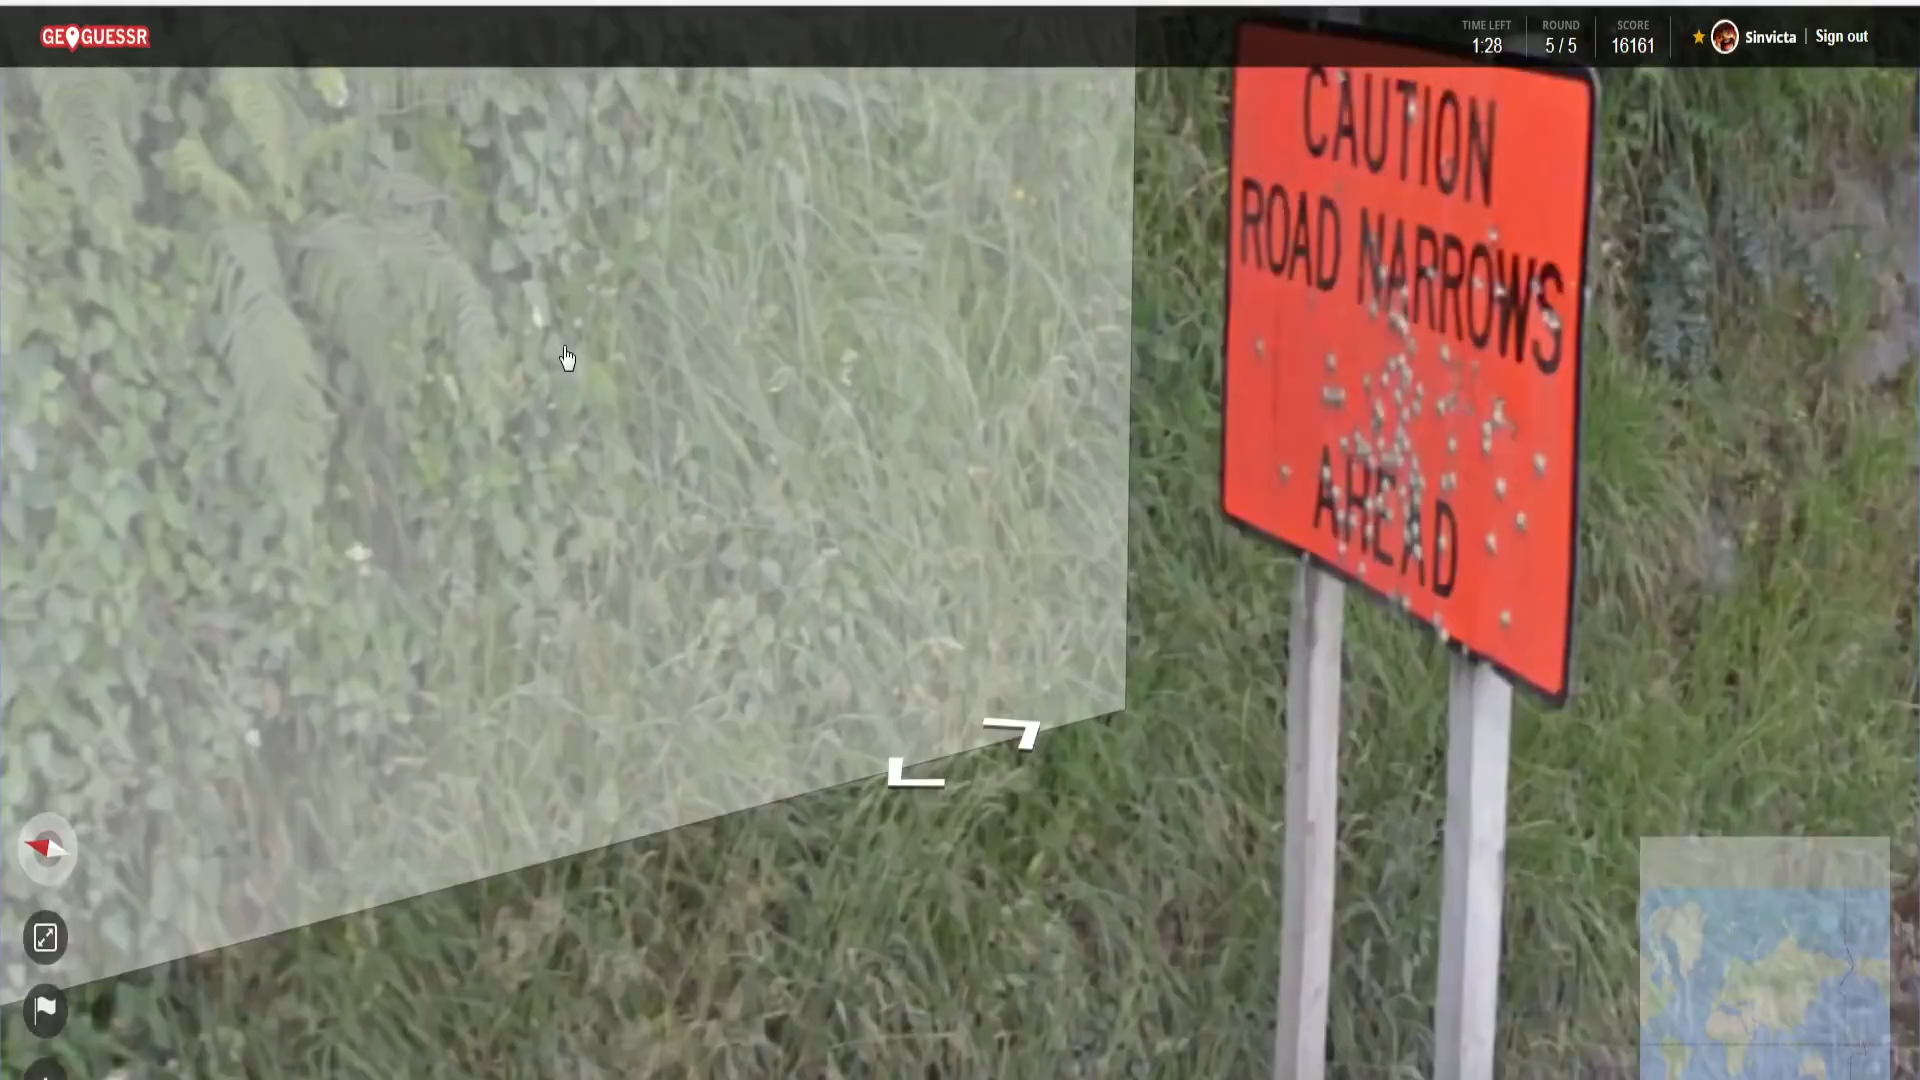 GEOGUESSR
TIME LEFT
1:28
ROUND
5 / 5
SCORE
16161
Sinvicta
Sign out
CAUTION
ROAD NARROWS
AHEAD